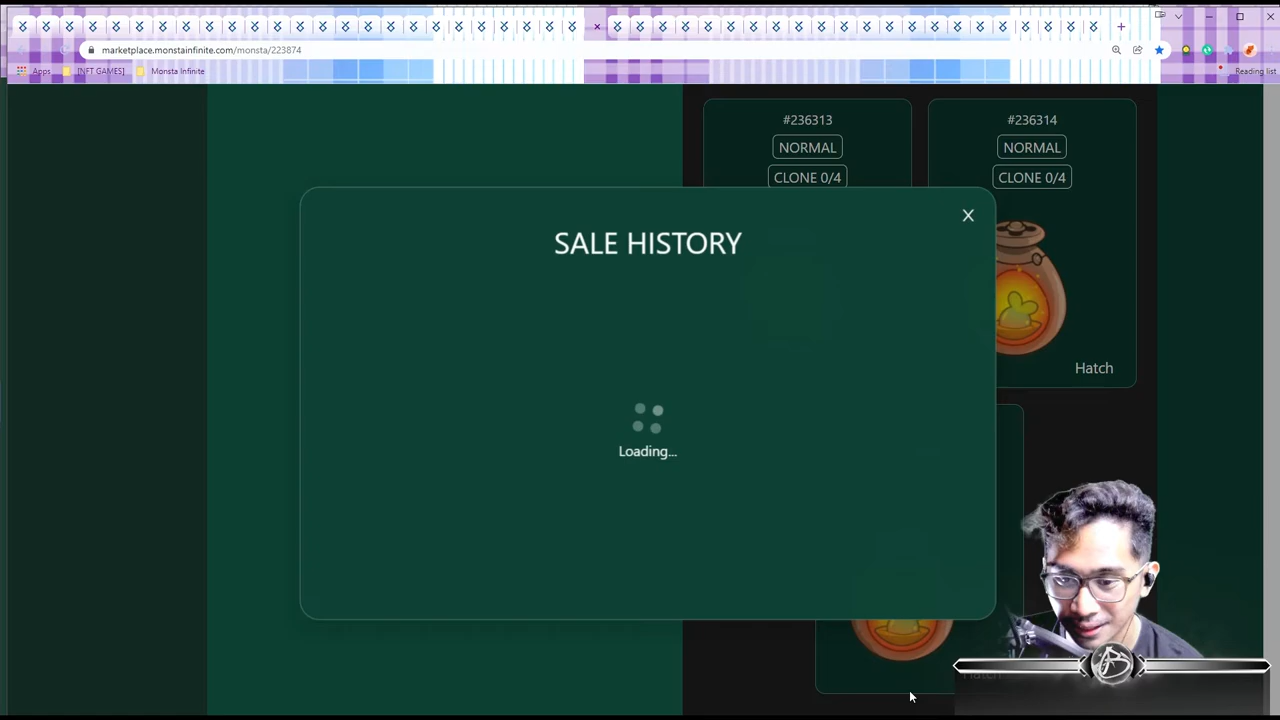 marketplace.monstainfinite.com/monsta/223874
Apps
[NFT GAMES]
Monsta Infinite
Reading list
#236313
NORMAL
CLONE 0/4
#236314
NORMAL
CLONE 0/4
X
SALE HISTORY
Loading...
Hatch
Hatch